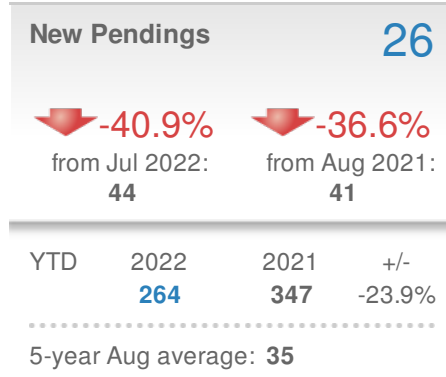 New Pendings 26
-40.9% -36.6%
from Jul 2022: from Aug 2021:
44 41
YTD 2022 2021 +/-
264 347 -23.9%
5-year Aug average: 35